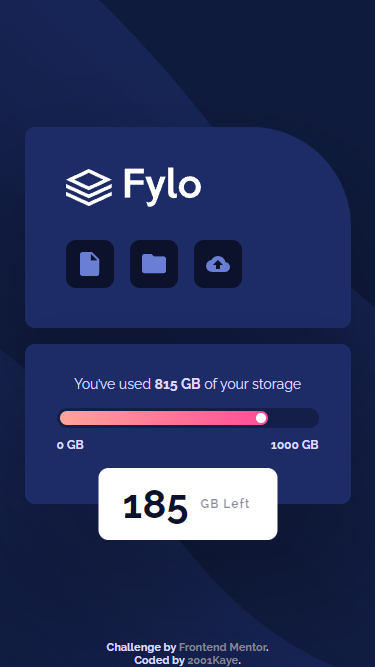 Fylo
You've used 815 GB of your storage
0 GB 1000 GB
185 GB Left
Challenge by Frontend Mentor.
Coded by 2001Kaye.